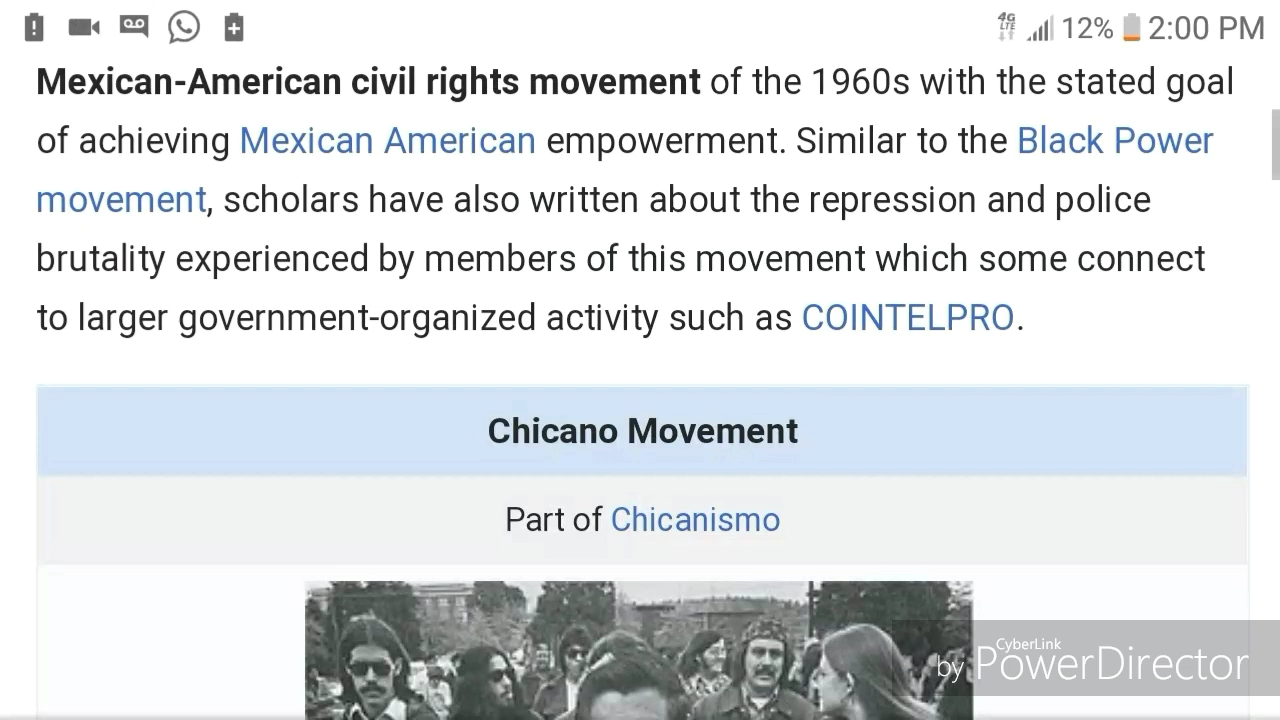 4G
LTE
12%
2:00 PM
Mexican-American civil rights movement of the 1960s with the stated goal
of achieving Mexican American empowerment. Similar to the Black Power
movement, scholars have also written about the repression and police
brutality experienced by members of this movement which some connect
to larger government-organized activity such as COINTELPRO.
Chicano Movement
Part of Chicanismo
CyberLink
by PowerDirector